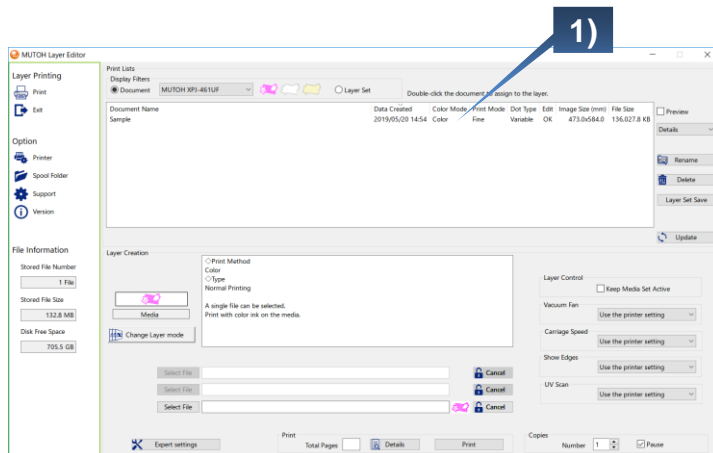 1)
MUTOH Layer Editor
Layer Printing
Print
Exit
Option
Printer
Spool Folder
Support
Version
File Information
Stored File Number
1 File
Stored File Size
132.8 MB
Disk Free Space
705.5 GB
Print Lists
Display Filters
Document MUTOH XPJ-461UF Layer Set Double-click the document to assign to the layer.
Document Name Data Created Color Mode Print Mode Dot Type Edit Image Size (mm) File Size
Sample 2019/05/20 14:54 Color Fine Variable OK 473.0x584.0 136,027.8 KB
Preview
Details
Rename
Delete
Layer Set Save
Update
Layer Creation
Media
Change Layer mode
◇Print Method
Color
◇Type
Normal Printing
A single file can be selected.
Print with color ink on the media.
Layer Control
Keep Media Set Active
Vacuum Fan
Use the printer setting
Carriage Speed
Use the printer setting
Show Edges
Use the printer setting
UV Scan
Use the printer setting
Select File Cancel
Select File Cancel
Select File Cancel
Expert settings
Print
Total Pages Details Print
Copies
Number 1 Pause